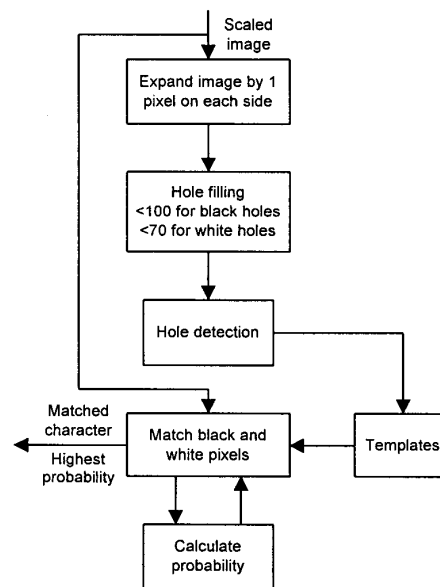 Scaled
image
Expand image by 1
pixel on each side
Hole filling
<100 for black holes
<70 for white holes
Hole detection
Matched
character
Highest
probability
Match black and
white pixels
Templates
Calculate
probability